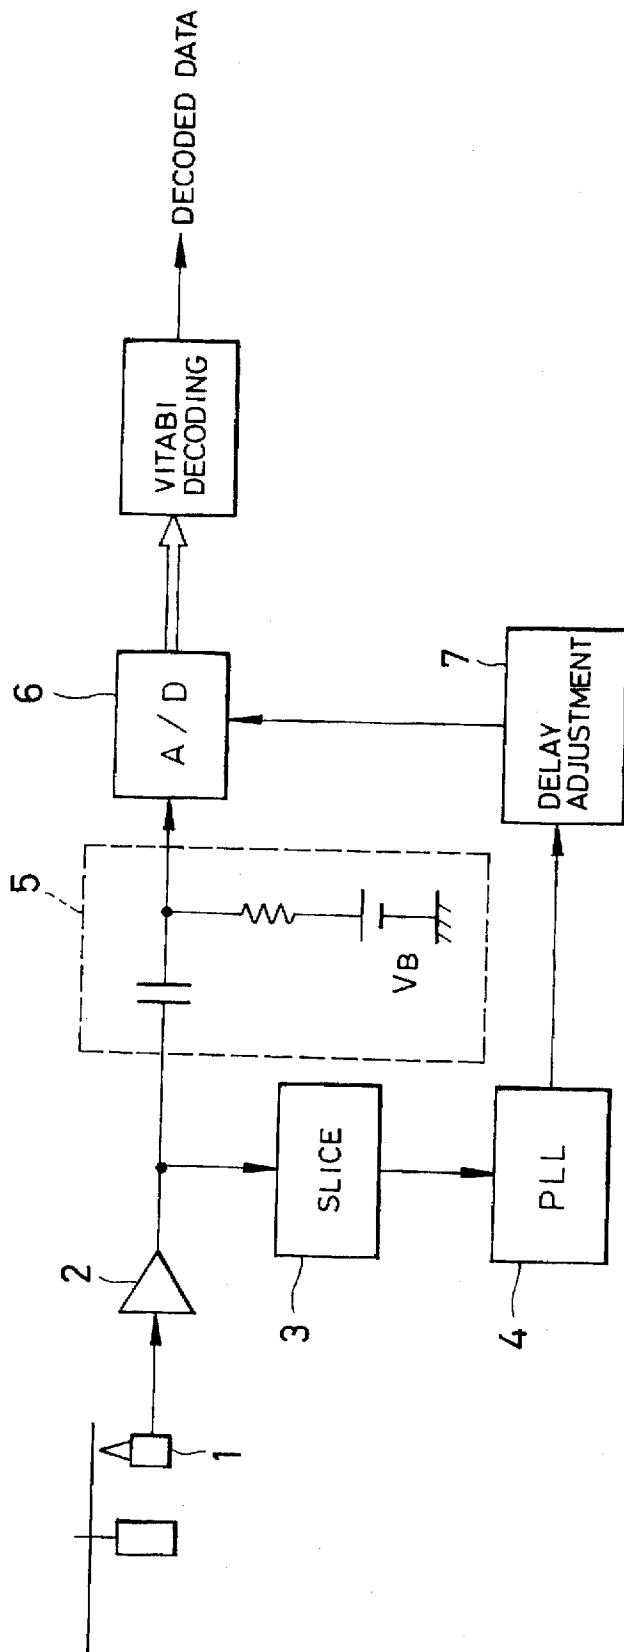 1
2
3
SLICE
4
PLL
5
VB
6
A/D
7
DELAY
ADJUSTMENT
VITABI
DECODING
DECODED DATA